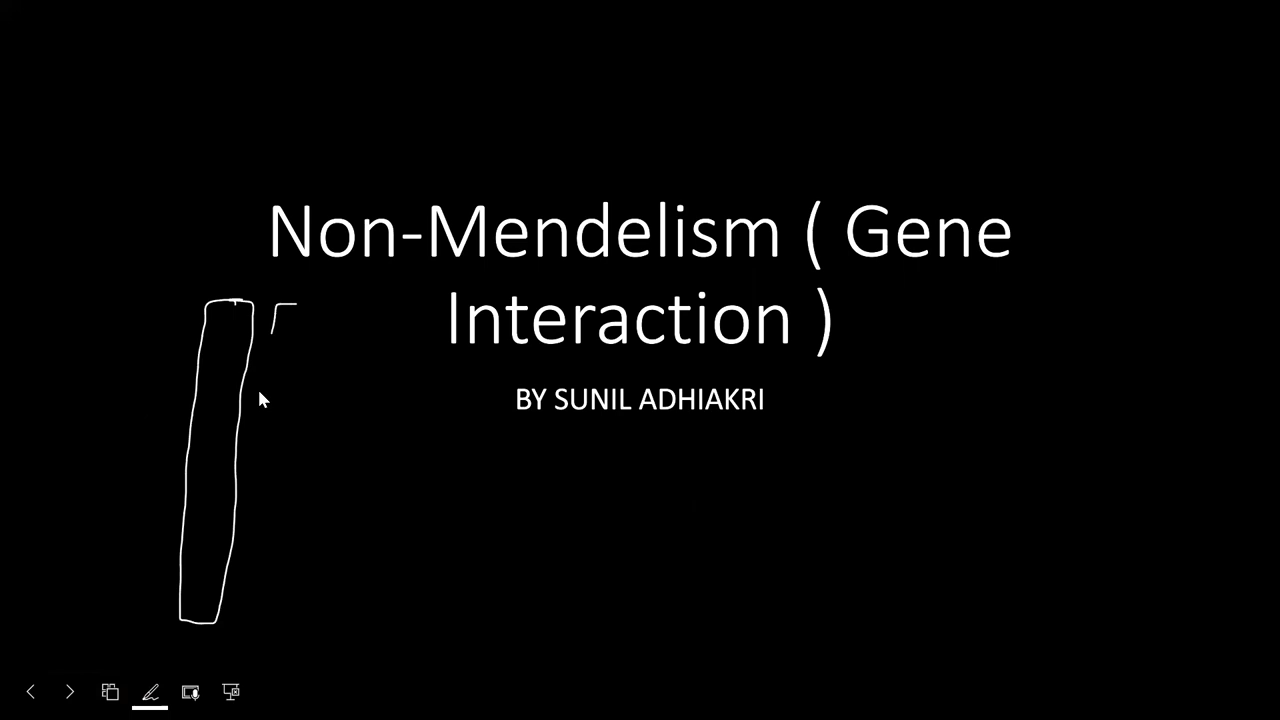 Non-Mendelism ( Gene
Interaction )
BY SUNIL ADHIAKRI